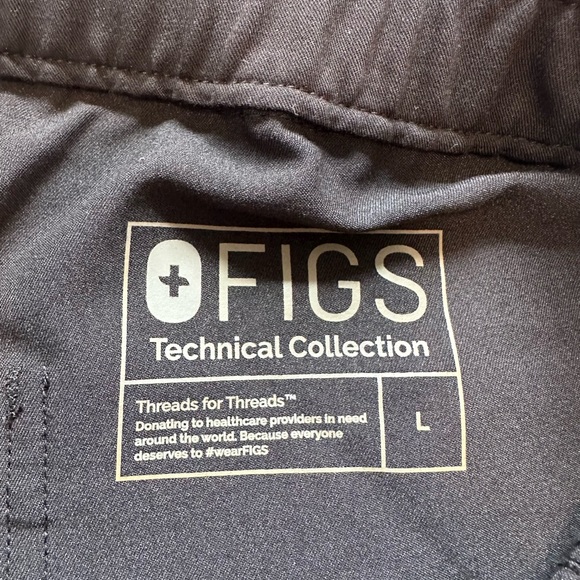 FIGS
Technical Collection
Threads for Threads™
Donating to healthcare providers in need
around the world. Because everyone
deserves to #wearFIGS
L